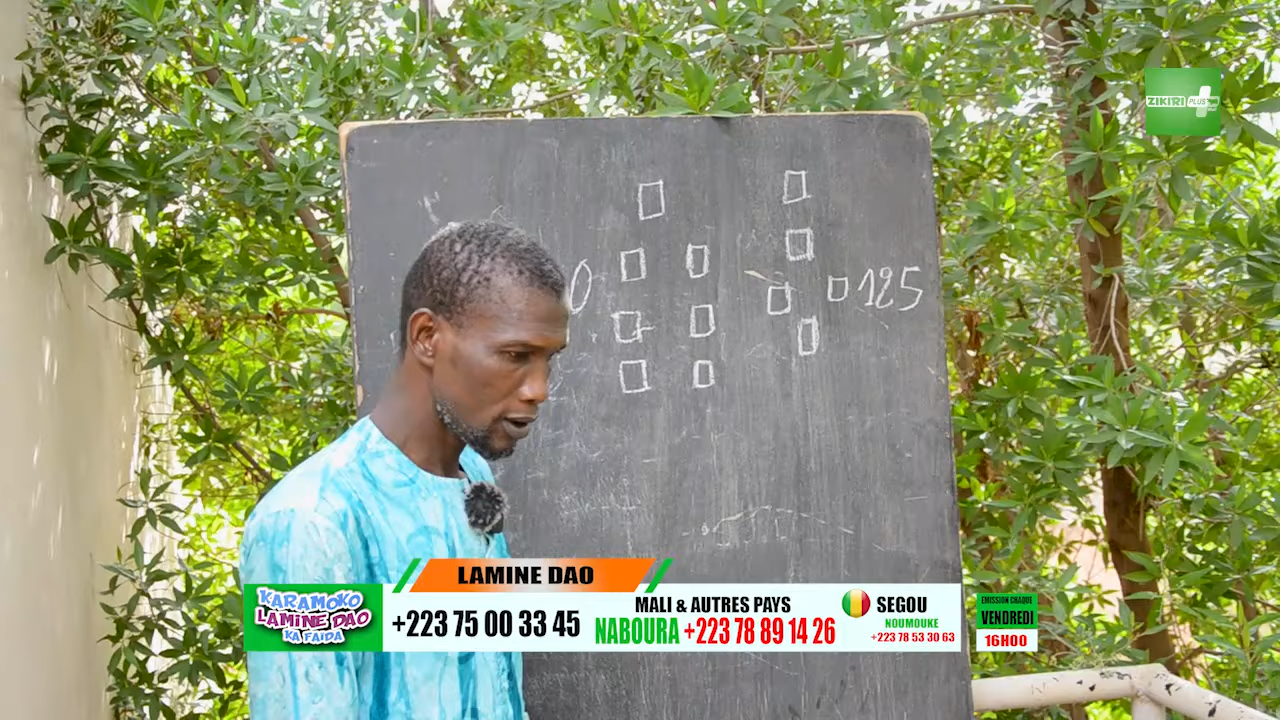 ZIKIRI PLUS
125
LAMINE DAO
KARAMOKO
LAMINE DAO
KA FAIDA
+223 75 00 33 45
MALI & AUTRES PAYS
NABOURA +223 78 89 14 26
SEGOU
NOUMOUKE
+223 78 53 30 63
EMISSION CHAQUE
VENDREDI
16H00